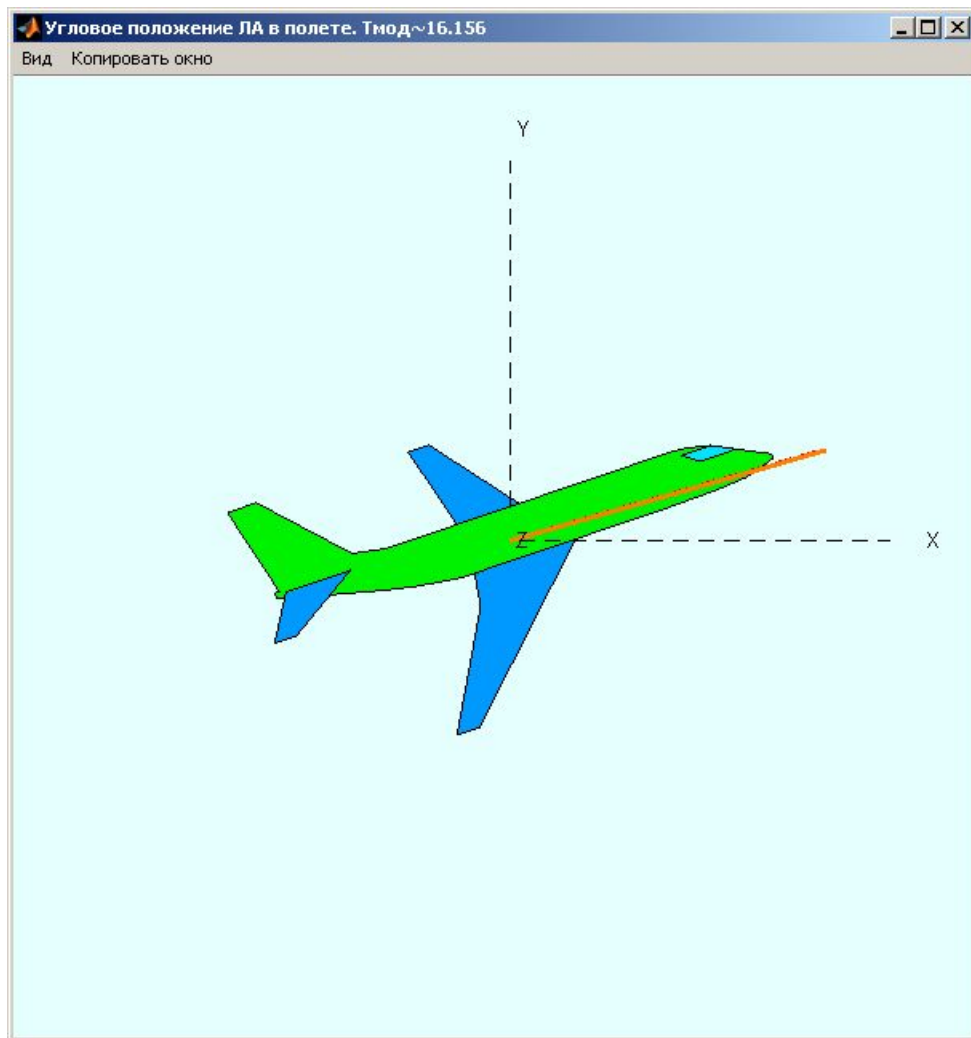 Угловое положение ЛА в полете. Тмод~16.156
Вид Копировать окно
Y
Z
X